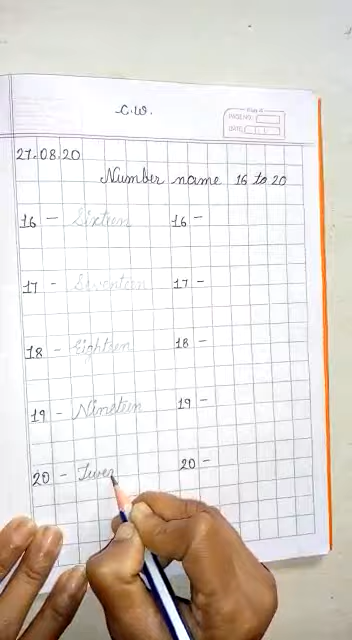 C.W.
PAGE NO.
DATE
27.08.20
Number name 16 to 20
16 - Sixteen 16 -
17 - Seventeen 17 -
18 - Eighteen 18 -
19 - Nineteen 19 -
20 - Twen 20 -